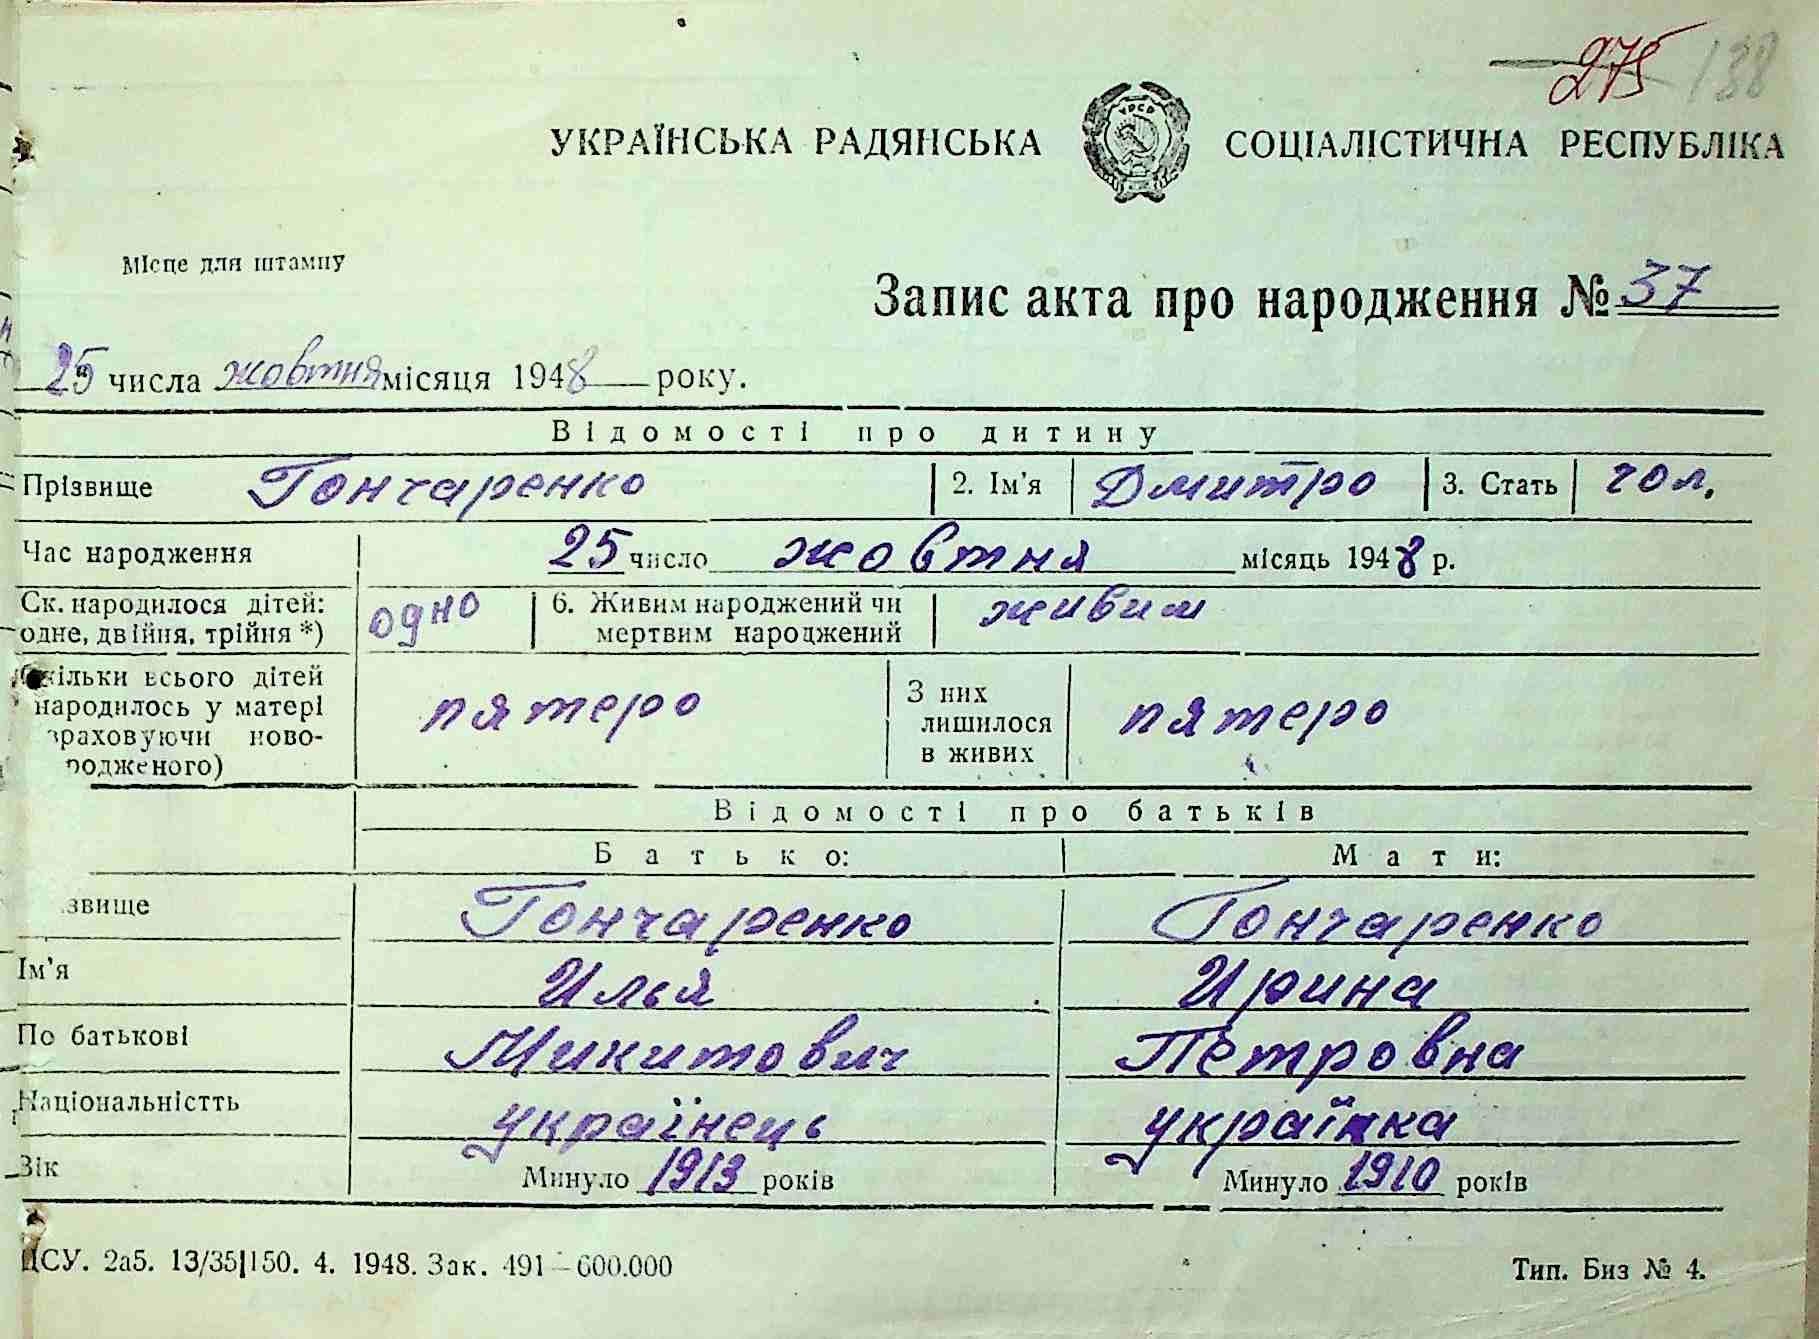 275 138
УКРАЇНСЬКА РАДЯНСЬКА СОЦІАЛІСТИЧНА РЕСПУБЛІКА
УРСР
Місце для штампу
Запис акта про народження № 37
25 числа жовтня місяця 1948 року.
Відомості про дитину
Прізвище Гончаренко 2. Ім'я Дмитро 3. Стать чол.
Час народження 25 число жовтня місяць 1948 р.
Ск. народилося дітей: одно 6. Живим народжений чи живим
одне, двійня, трійня *) мертвим народжений
кільки всього дітей З них
народилось у матері пятеро лишилося пятеро
враховуючи ново- в живих
родженого)
Відомості про батьків
Батько: Мати:
звище Гончаренко Гончаренко
Ім'я Илья Ирина
По батькові Микитович Петровна
Національністть українець українка
Вік Минуло 1913 років Минуло 1910 років
ЦСУ. 2а5. 13/35|150. 4. 1948. Зак. 491 – 600.000 Тип. Биз № 4.